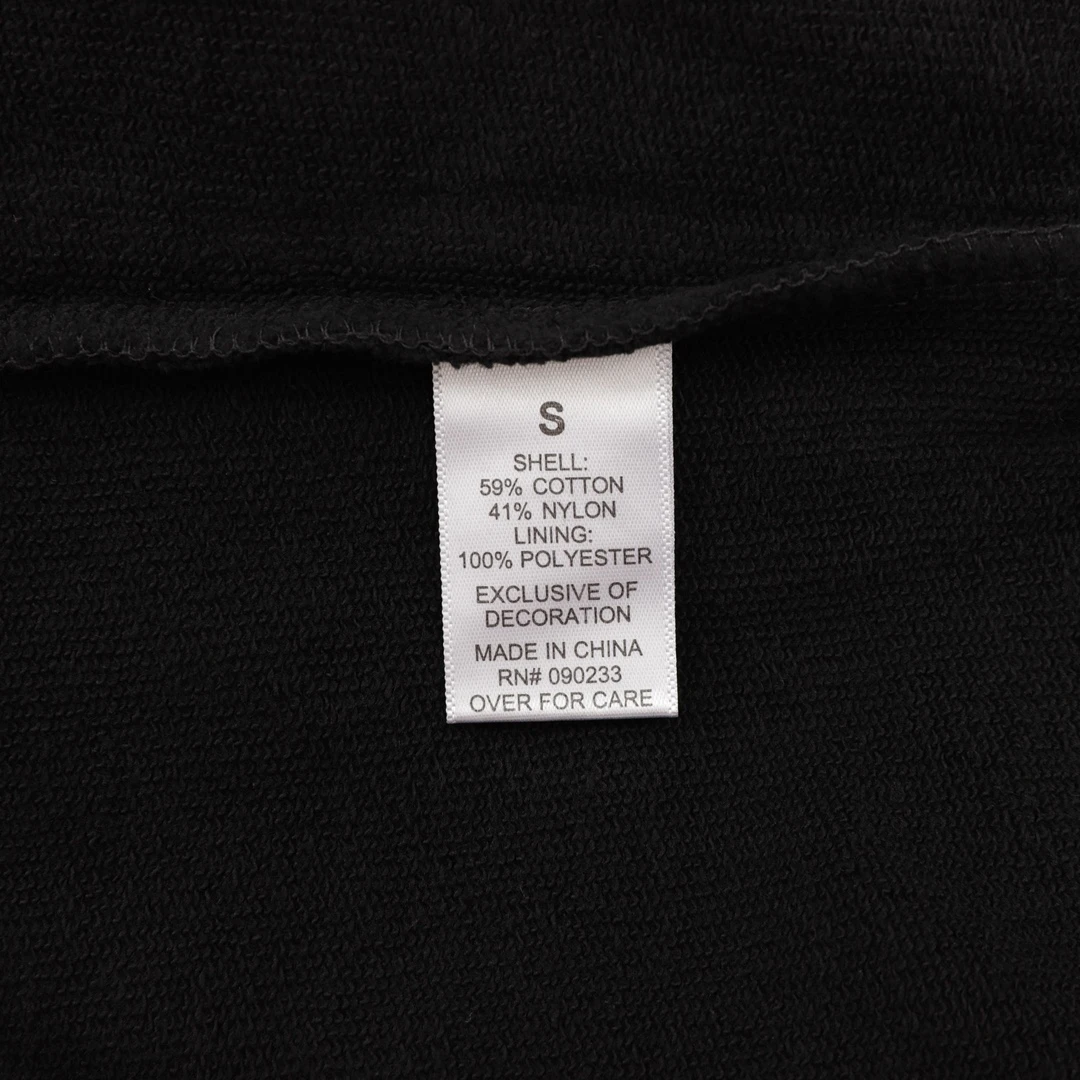 S
SHELL:
59% COTTON
41% NYLON
LINING:
100% POLYESTER
EXCLUSIVE OF
DECORATION
MADE IN CHINA
RN# 090233
OVER FOR CARE